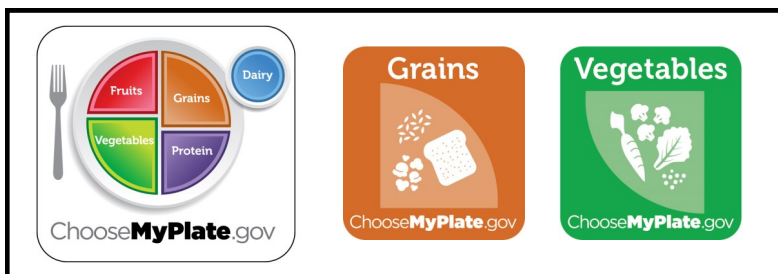 Fruits
Grains
Dairy
Vegetables
Protein
ChooseMyPlate.gov
Grains
ChooseMyPlate.gov
Vegetables
ChooseMyPlate.gov